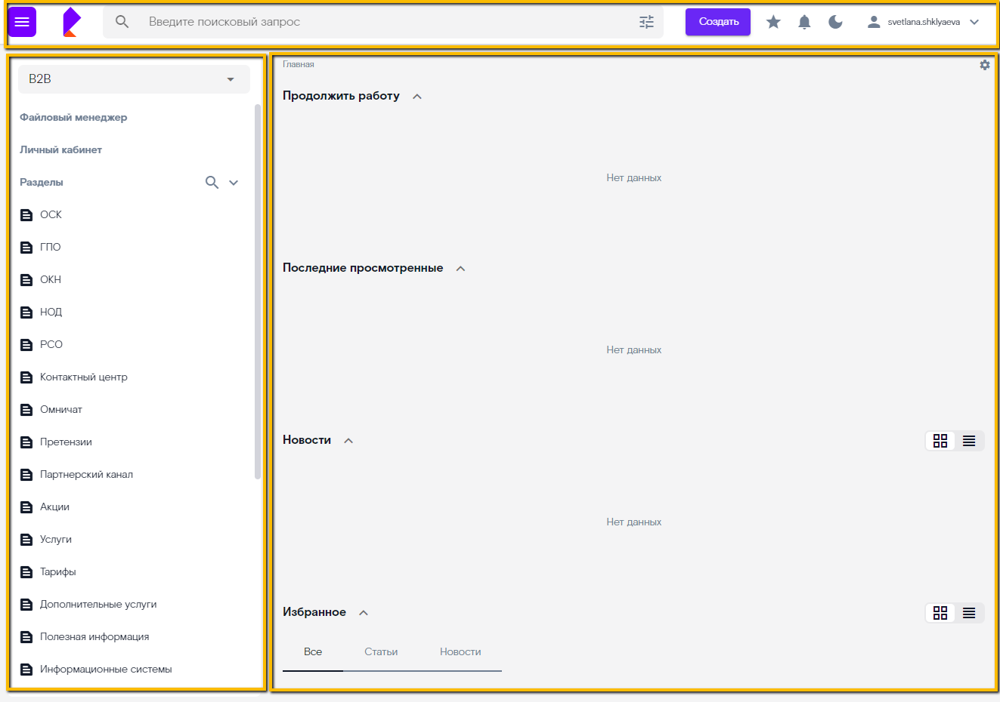 Введите поисковый запрос
Создать
svetlana.shklyaeva
B2B
Файловый менеджер
Личный кабинет
Разделы
ОСК
ГПО
ОКН
НОД
РСО
Контактный центр
Омничат
Претензии
Партнерский канал
Акции
Услуги
Тарифы
Дополнительные услуги
Полезная информация
Информационные системы
Главная
Продолжить работу
Нет данных
Последние просмотренные
Нет данных
Новости
Нет данных
Избранное
Все Статьи Новости